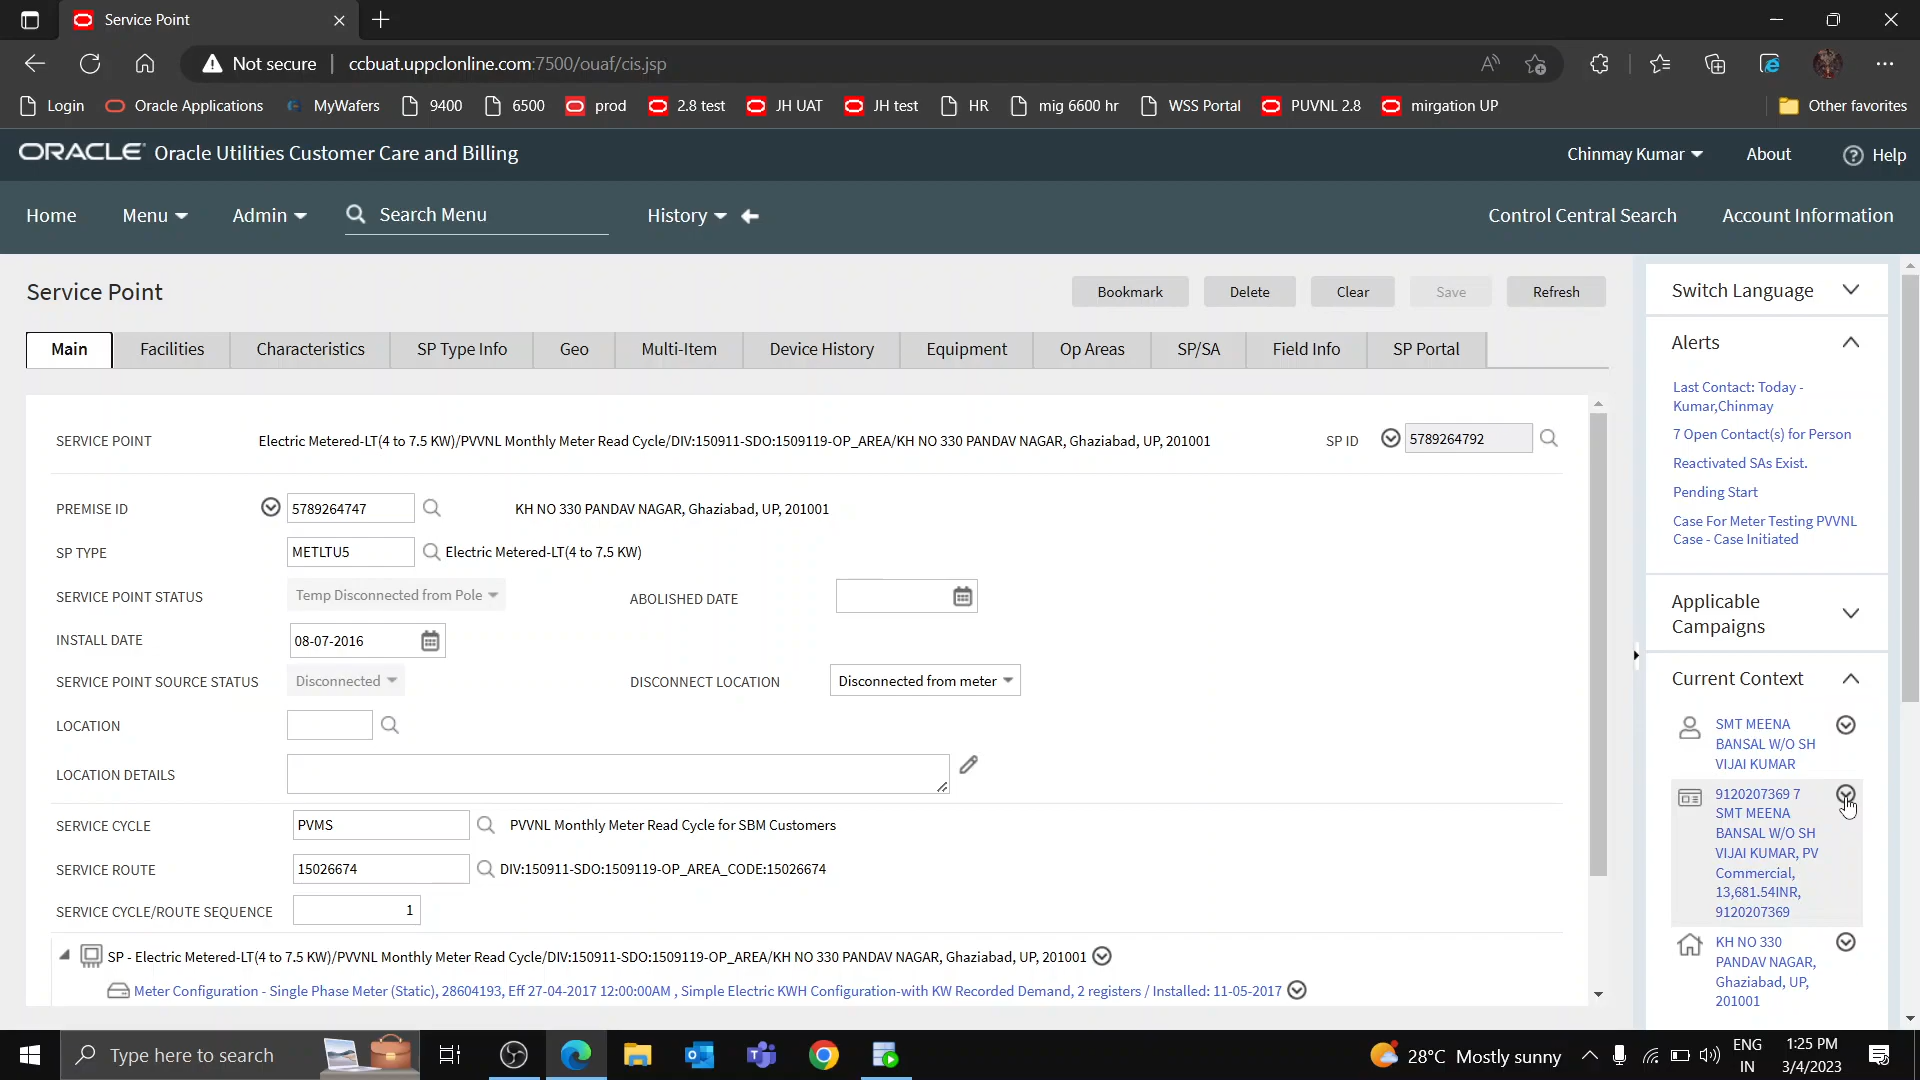 Service Point
Not secure ccbuat.uppclonline.com:7500/ouaf/cis.jsp
Login Oracle Applications MyWafers 9400 6500 prod 2.8 test JH UAT JH test HR mig 6600 hr WSS Portal PUVNL 2.8 mirgation UP Other favorites
ORACLE Oracle Utilities Customer Care and Billing Chinmay Kumar About Help
Home Menu Admin Search Menu History Control Central Search Account Information
Service Point Bookmark Delete Clear Save Refresh
Main Facilities Characteristics SP Type Info Geo Multi-Item Device History Equipment Op Areas SP/SA Field Info SP Portal
SERVICE POINT Electric Metered-LT(4 to 7.5 KW)/PVVNL Monthly Meter Read Cycle/DIV:150911-SDO:1509119-OP_AREA/KH NO 330 PANDAV NAGAR, Ghaziabad, UP, 201001 SP ID 5789264792
PREMISE ID 5789264747 KH NO 330 PANDAV NAGAR, Ghaziabad, UP, 201001
SP TYPE METLTU5 Electric Metered-LT(4 to 7.5 KW)
SERVICE POINT STATUS Temp Disconnected from Pole ABOLISHED DATE
INSTALL DATE 08-07-2016
SERVICE POINT SOURCE STATUS Disconnected DISCONNECT LOCATION Disconnected from meter
LOCATION
LOCATION DETAILS
SERVICE CYCLE PVMS PVVNL Monthly Meter Read Cycle for SBM Customers
SERVICE ROUTE 15026674 DIV:150911-SDO:1509119-OP_AREA_CODE:15026674
SERVICE CYCLE/ROUTE SEQUENCE 1
SP - Electric Metered-LT(4 to 7.5 KW)/PVVNL Monthly Meter Read Cycle/DIV:150911-SDO:1509119-OP_AREA/KH NO 330 PANDAV NAGAR, Ghaziabad, UP, 201001
Meter Configuration - Single Phase Meter (Static), 28604193, Eff 27-04-2017 12:00:00AM , Simple Electric KWH Configuration-with KW Recorded Demand, 2 registers / Installed: 11-05-2017
Switch Language
Alerts
Last Contact: Today -
Kumar,Chinmay
7 Open Contact(s) for Person
Reactivated SAs Exist.
Pending Start
Case For Meter Testing PVVNL
Case - Case Initiated
Applicable
Campaigns
Current Context
SMT MEENA
BANSAL W/O SH
VIJAI KUMAR
9120207369 7
SMT MEENA
BANSAL W/O SH
VIJAI KUMAR, PV
Commercial,
13,681.54INR,
9120207369
KH NO 330
PANDAV NAGAR,
Ghaziabad, UP,
201001
Type here to search 28°C Mostly sunny ENG
IN 1:25 PM
3/4/2023